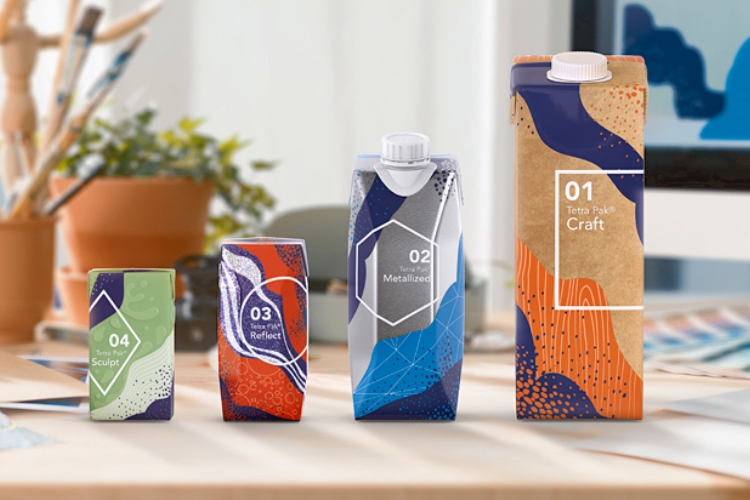 01
Tetra Pak®
Craft
02
Tetra Pak®
Metallized
03
Tetra Pak®
Reflect
04
Tetra Pak®
Sculpt